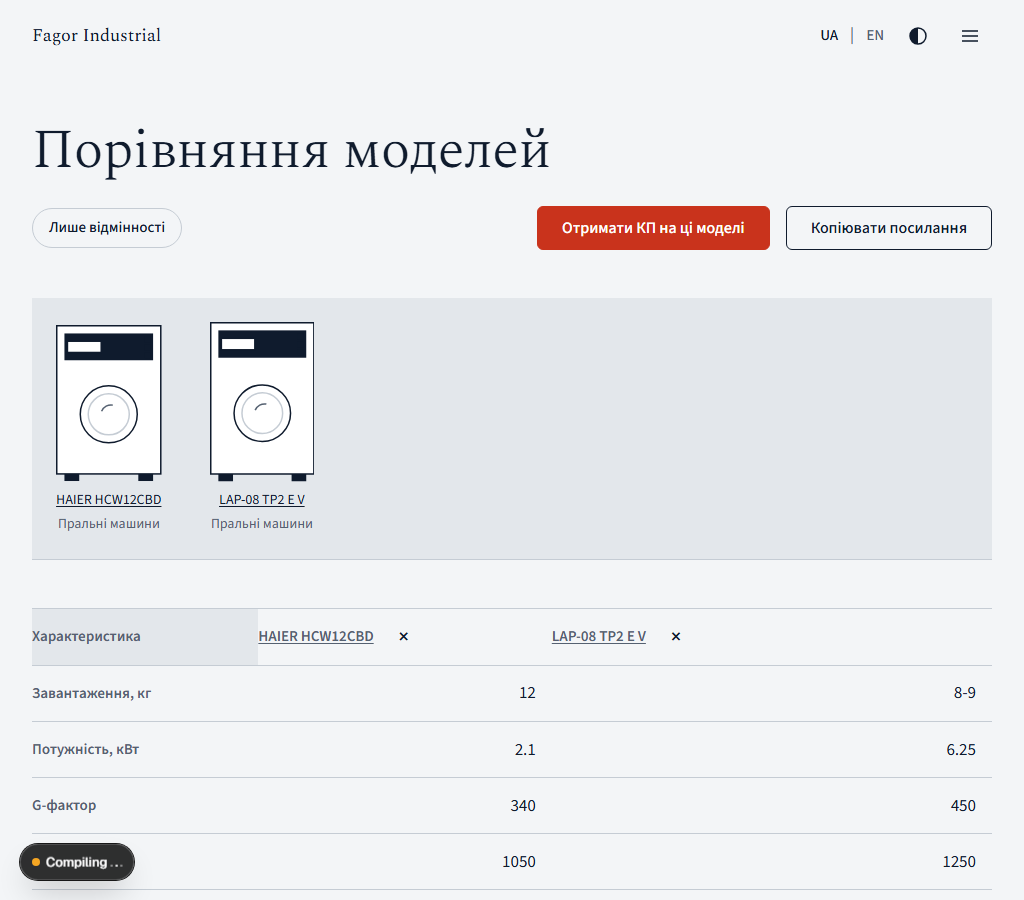 Fagor Industrial
UA | EN
Порівняння моделей
Лише відмінності
Отримати КП на ці моделі
Копіювати посилання
HAIER HCW12CBD
Пральні машини
LAP-08 TP2 E V
Пральні машини
Характеристика HAIER HCW12CBD × LAP-08 TP2 E V ×
Завантаження, кг 12 8-9
Потужність, кВт 2.1 6.25
G-фактор 340 450
Compiling ... 1050 1250